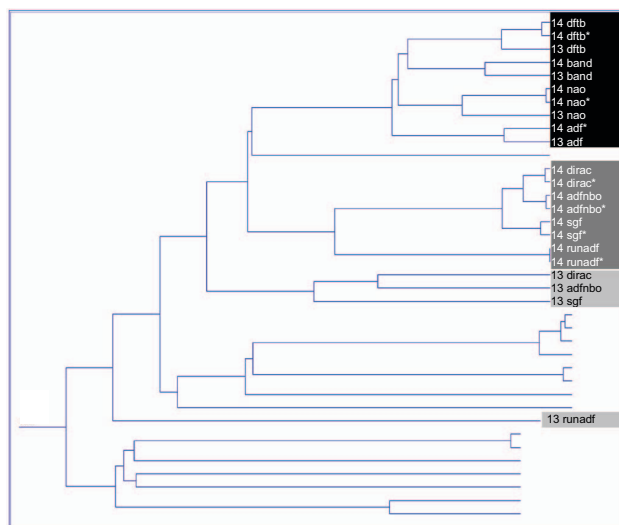 14 dftb
14 dftb*
13 dftb
14 band
13 band
14 nao
14 nao*
13 nao
14 adf*
13 adf
14 dirac
14 dirac*
14 adfnbo
14 adfnbo*
14 sgf
14 sgf*
14 runadf
14 runadf*
13 dirac
13 adfnbo
13 sgf
13 runadf